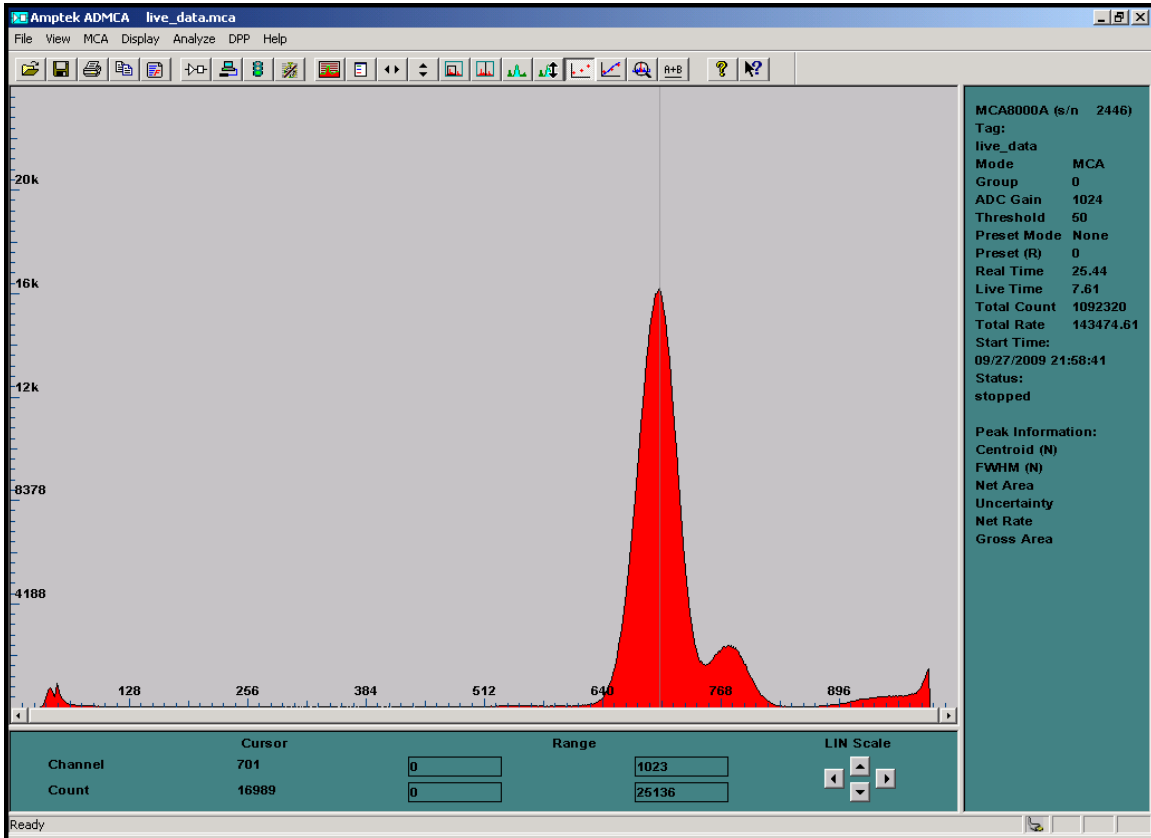 Amptek ADMCA live_data.mca
File View MCA Display Analyze DPP Help
A+B
20k
16k
12k
8378
4188
128 256 384 512 640 768 896
MCA8000A (s/n 2446)
Tag:
live_data
Mode MCA
Group 0
ADC Gain 1024
Threshold 50
Preset Mode None
Preset (R) 0
Real Time 25.44
Live Time 7.61
Total Count 1092320
Total Rate 143474.61
Start Time:
09/27/2009 21:58:41
Status:
stopped
Peak Information:
Centroid (N)
FWHM (N)
Net Area
Uncertainty
Net Rate
Gross Area
Cursor Range LIN Scale
Channel 701 0 1023
Count 16989 0 25136
Ready